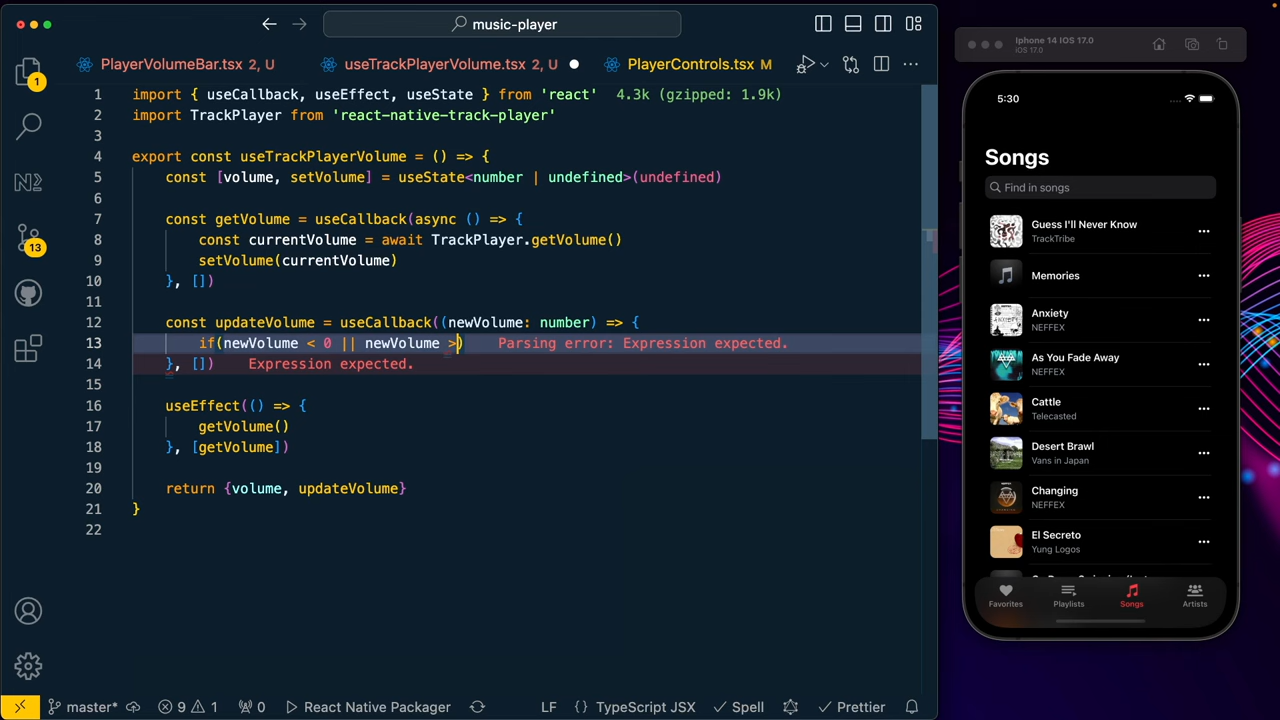 music-player
PlayerVolumeBar.tsx 2, U
useTrackPlayerVolume.tsx 2, U
PlayerControls.tsx M
1 import { useCallback, useEffect, useState } from 'react' 4.3k (gzipped: 1.9k)
2 import TrackPlayer from 'react-native-track-player'
3
4 export const useTrackPlayerVolume = () => {
5 const [volume, setVolume] = useState<number | undefined>(undefined)
6
7 const getVolume = useCallback(async () => {
8 const currentVolume = await TrackPlayer.getVolume()
9 setVolume(currentVolume)
10 }, [])
11
12 const updateVolume = useCallback((newVolume: number) => {
13 if(newVolume < 0 || newVolume >) Parsing error: Expression expected.
14 }, []) Expression expected.
15
16 useEffect(() => {
17 getVolume()
18 }, [getVolume])
19
20 return {volume, updateVolume}
21 }
22
1
13
master*
9
1
0
React Native Packager
LF
{} TypeScript JSX
Spell
Prettier
Iphone 14 IOS 17.0
iOS 17.0
5:30
Songs
Find in songs
Guess I'll Never Know
TrackTribe
Memories
Anxiety
NEFFEX
As You Fade Away
NEFFEX
Cattle
Telecasted
Desert Brawl
Vans in Japan
Changing
NEFFEX
El Secreto
Yung Logos
Favorites
Playlists
Songs
Artists